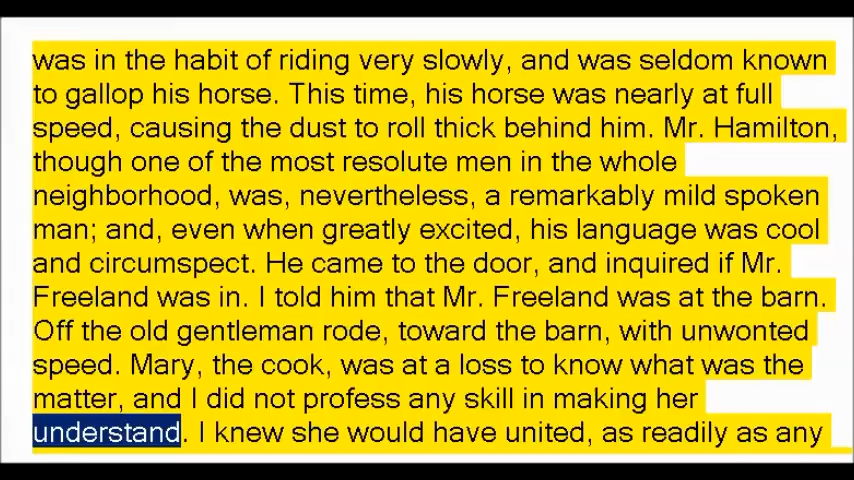 was in the habit of riding very slowly, and was seldom known
to gallop his horse. This time, his horse was nearly at full
speed, causing the dust to roll thick behind him. Mr. Hamilton,
though one of the most resolute men in the whole
neighborhood, was, nevertheless, a remarkably mild spoken
man; and, even when greatly excited, his language was cool
and circumspect. He came to the door, and inquired if Mr.
Freeland was in. I told him that Mr. Freeland was at the barn.
Off the old gentleman rode, toward the barn, with unwonted
speed. Mary, the cook, was at a loss to know what was the
matter, and I did not profess any skill in making her
understand. I knew she would have united, as readily as any